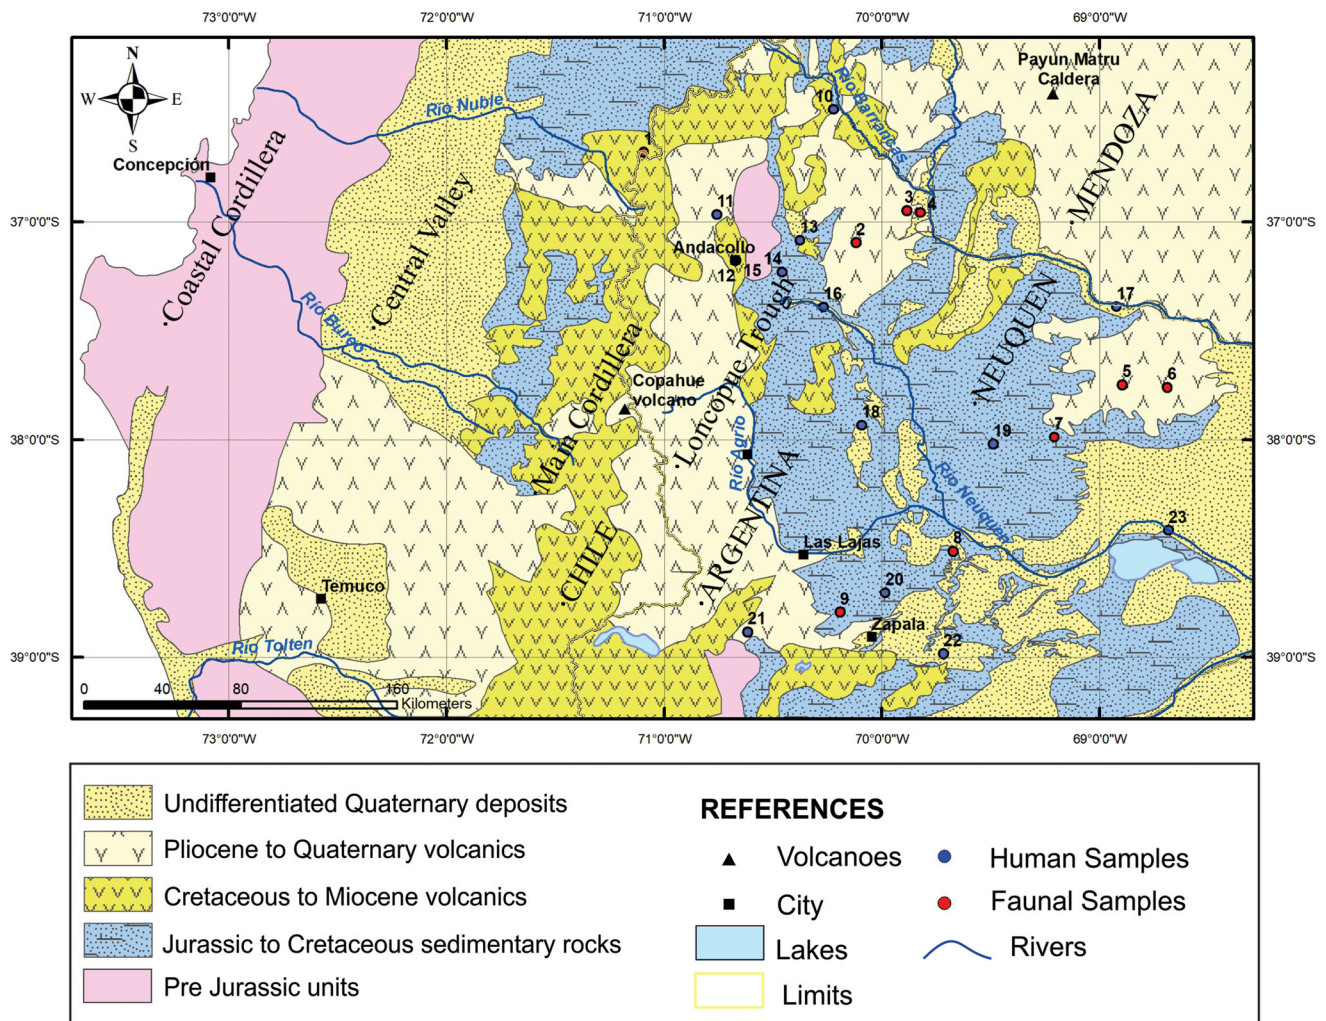 73°0'0"W
72°0'0"W
71°0'0"W
70°0'0"W
69°0'0"W
N
W
E
S
Payun Matru
Caldera
Río Ñuble
Río Barrancas
10
1
MENDOZA
Concepción
Coastal Cordillera
Central Valley
37°0'0"S
37°0'0"S
11
3
4
13
2
Andacollo
12
15
14
16
17
Río Bureo
Main Cordillera
Loncopue Trough
NEUQUEN
Copahue
volcano
5
6
18
19
7
38°0'0"S
38°0'0"S
Río Agrio
Río Neuquén
ARGENTINA
CHILE
23
Las Lajas
8
20
9
Temuco
21
Zapala
22
Río Tolten
39°0'0"S
39°0'0"S
0
40
80
160
Kilometers
73°0'0"W
72°0'0"W
71°0'0"W
70°0'0"W
69°0'0"W
Undifferentiated Quaternary deposits
Pliocene to Quaternary volcanics
Cretaceous to Miocene volcanics
Jurassic to Cretaceous sedimentary rocks
Pre Jurassic units
REFERENCES
Volcanoes
City
Lakes
Limits
Human Samples
Faunal Samples
Rivers